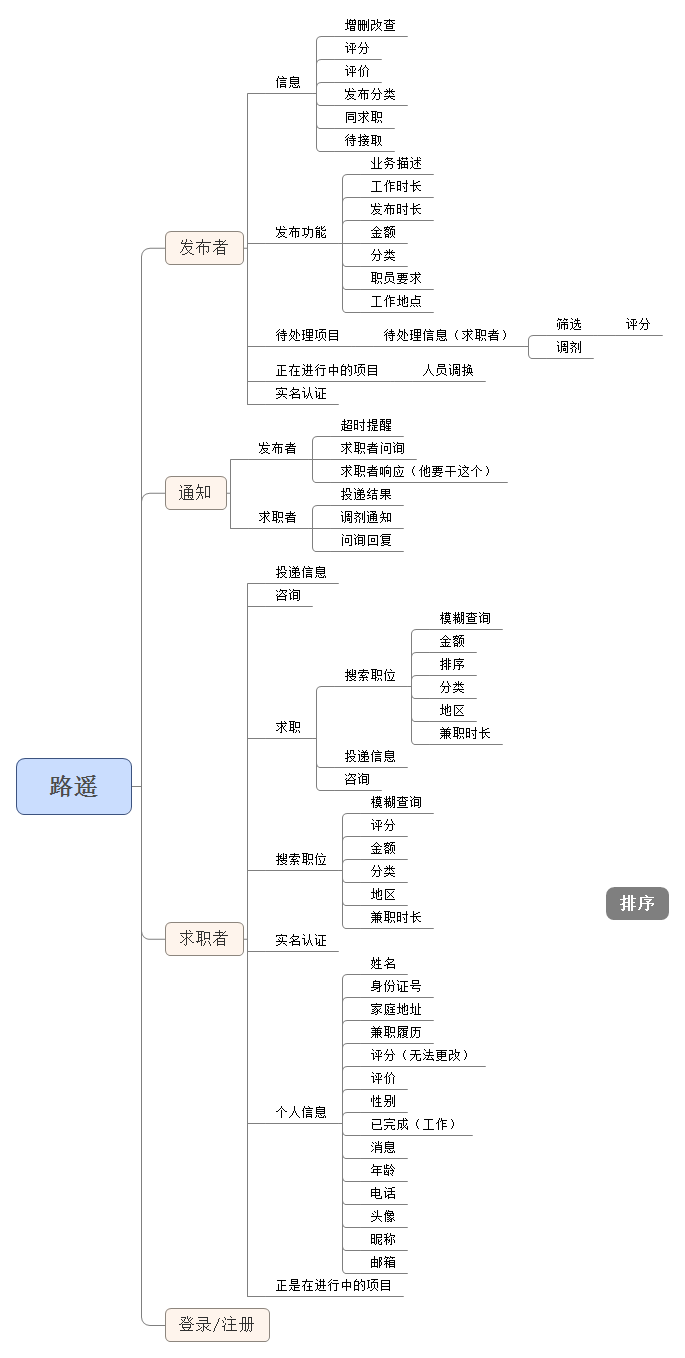 增删改查
评分
评价
信息
发布分类
同求职
待接取
业务描述
工作时长
发布时长
发布功能
金额
发布者
分类
职员要求
工作地点
筛选
评分
待处理项目
待处理信息（求职者）
调剂
正在进行中的项目
人员调换
实名认证
超时提醒
发布者
求职者问询
求职者响应（他要干这个）
通知
投递结果
求职者
调剂通知
问询回复
投递信息
咨询
模糊查询
金额
排序
搜索职位
分类
地区
求职
兼职时长
投递信息
路遥
咨询
模糊查询
评分
金额
搜索职位
分类
地区
排序
兼职时长
求职者
实名认证
姓名
身份证号
家庭地址
兼职履历
评分（无法更改）
评价
性别
个人信息
已完成（工作）
消息
年龄
电话
头像
昵称
邮箱
正是在进行中的项目
登录/注册